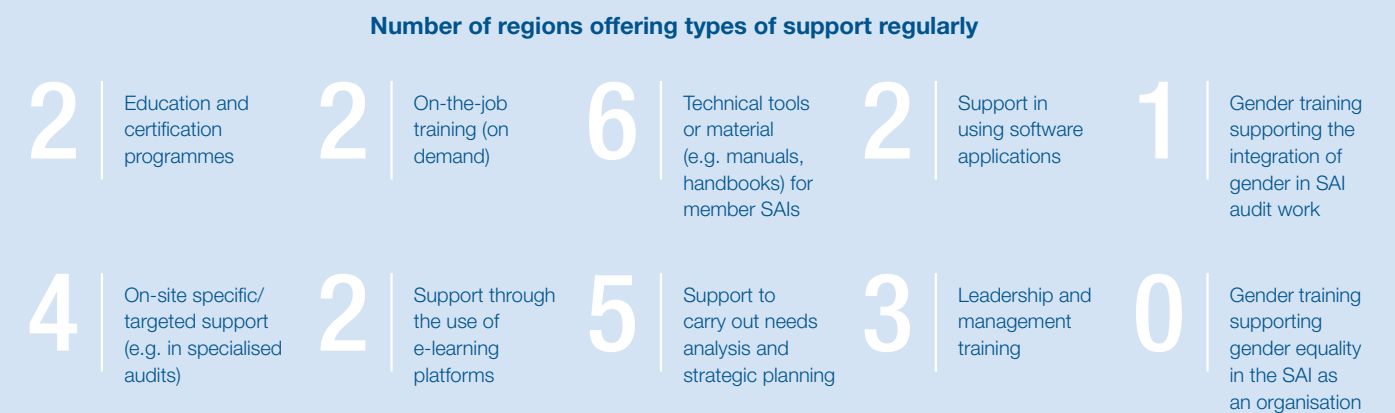 Number of regions offering types of support regularly
2
Education and
certification
programmes
2
On-the-job
training (on
demand)
6
Technical tools
or material
(e.g. manuals,
handbooks) for
member SAIs
2
Support in
using software
applications
1
Gender training
supporting the
integration of
gender in SAI
audit work
4
On-site specific/
targeted support
(e.g. in specialised
audits)
2
Support through
the use of
e-learning
platforms
5
Support to
carry out needs
analysis and
strategic planning
3
Leadership and
management
training
0
Gender training
supporting
gender equality
in the SAI as
an organisation